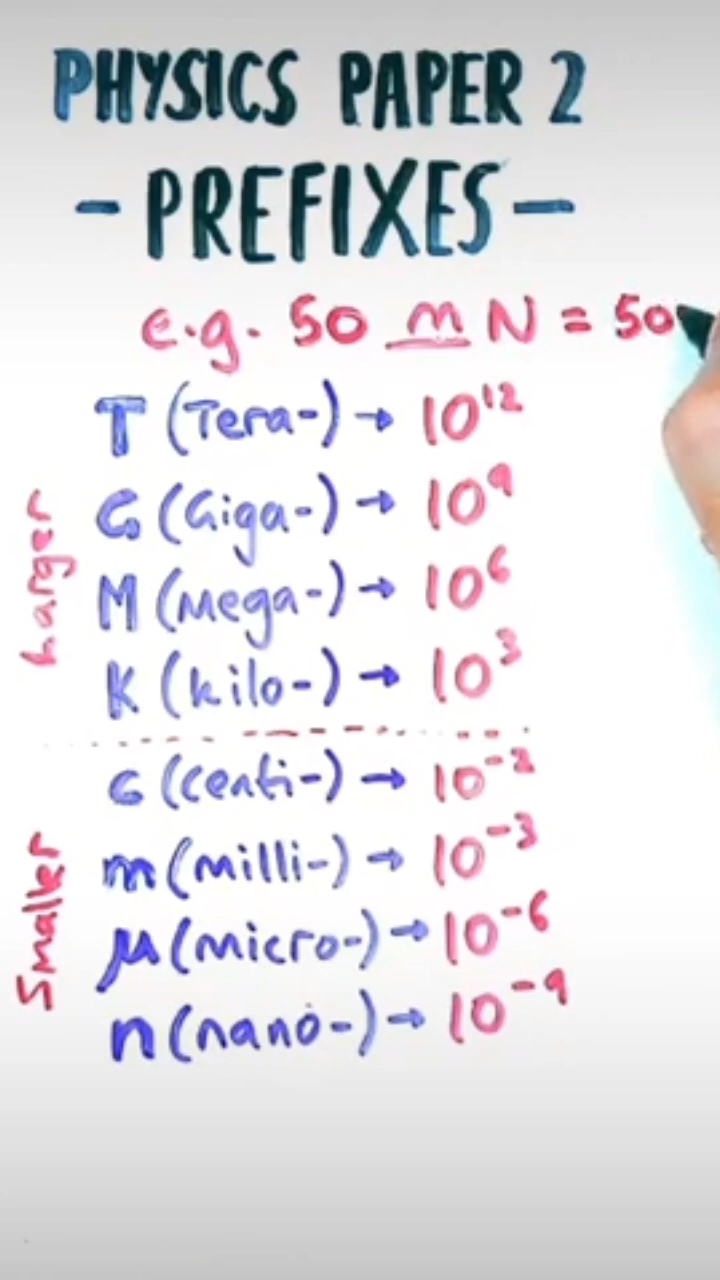 PHYSICS PAPER 2
- PREFIXES -
e.g. 50 m N = 50
T (Tera-) → 10¹²
G (Giga-) → 10⁹
M (Mega-) → 10⁶
K (kilo-) → 10³
c (centi-) → 10⁻²
m (milli-) → 10⁻³
μ (micro-) → 10⁻⁶
n (nano-) → 10⁻⁹
Larger
Smaller